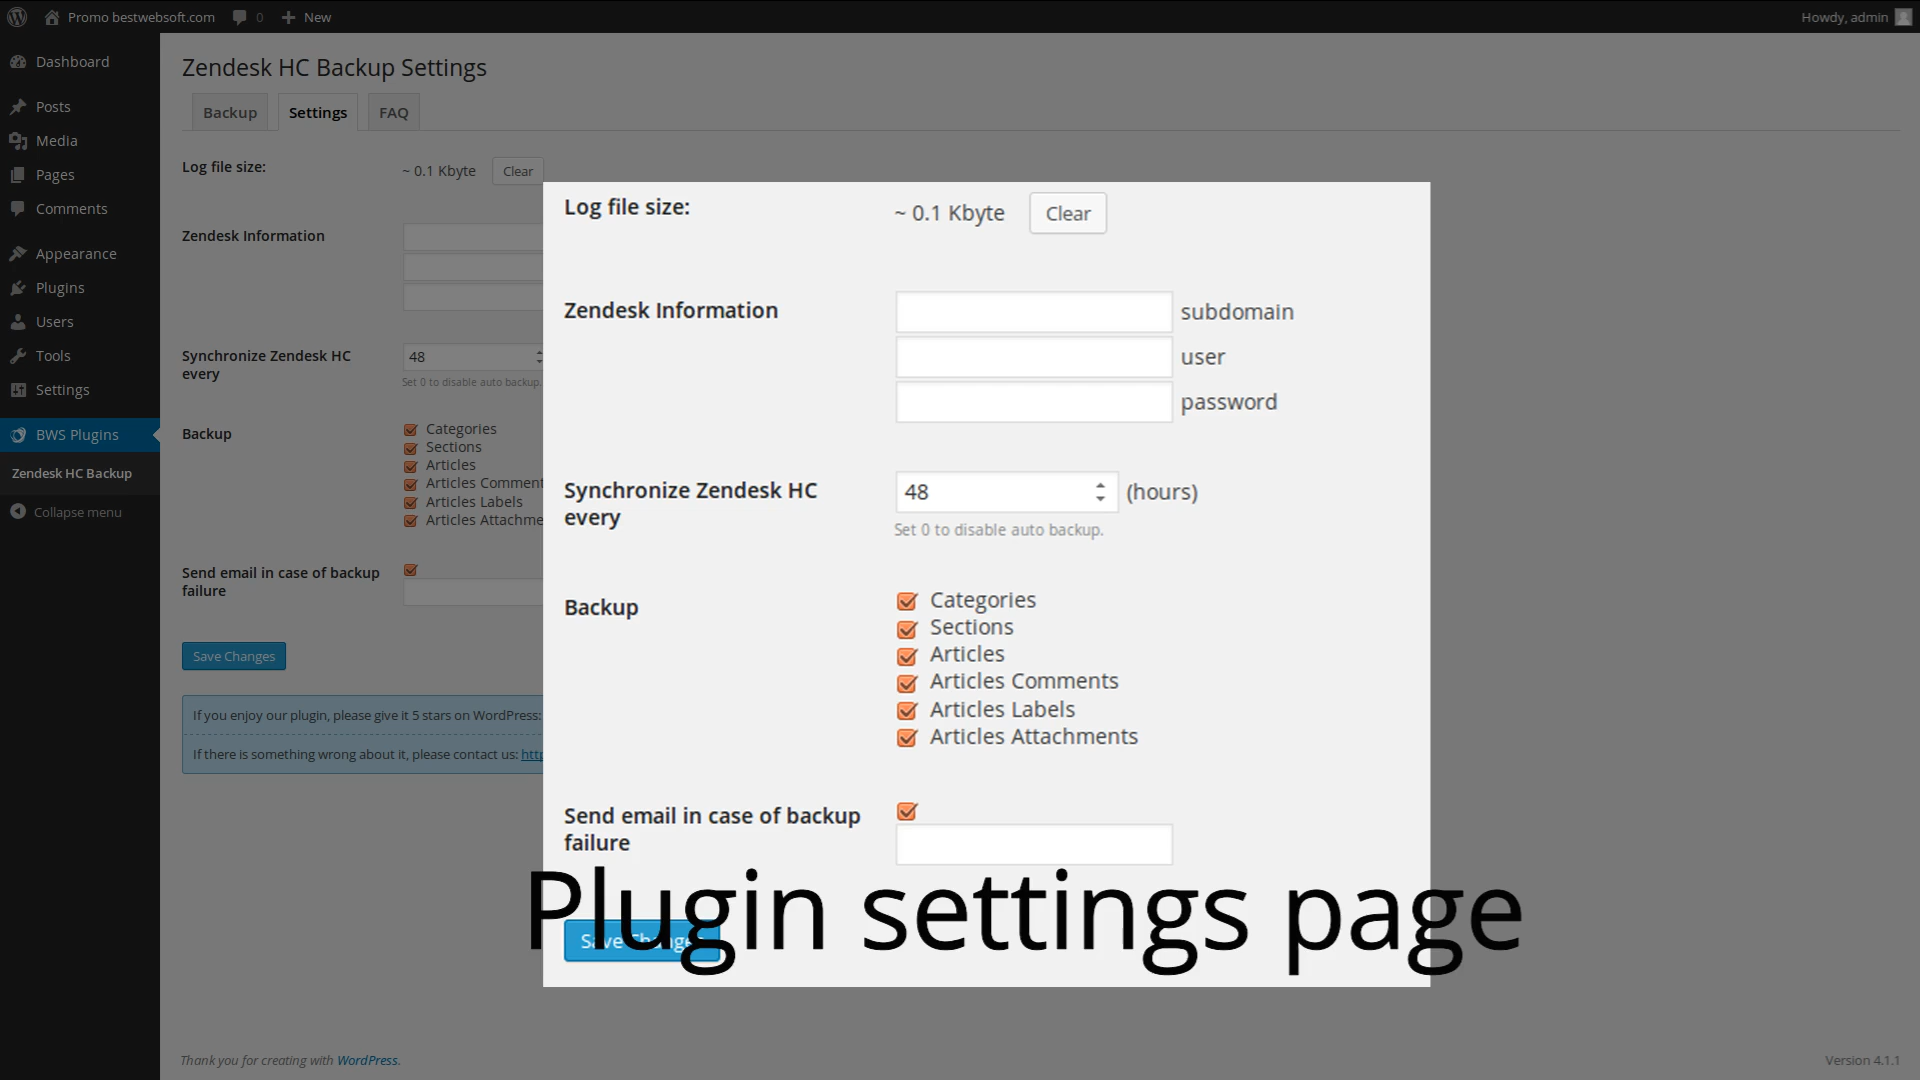 Promo bestwebsoft.com 0 New Howdy, admin
Dashboard
Posts
Media
Pages
Comments
Appearance
Plugins
Users
Tools
Settings
BWS Plugins
Zendesk HC Backup
Collapse menu
Zendesk HC Backup Settings
Backup Settings FAQ
Log file size: ~ 0.1 Kbyte Clear
Zendesk Information
Synchronize Zendesk HC
every
48
Set 0 to disable auto backup.
Backup
Categories
Sections
Articles
Articles Comment
Articles Labels
Articles Attachme
Send email in case of backup
failure
Save Changes
If you enjoy our plugin, please give it 5 stars on WordPress:
If there is something wrong about it, please contact us: http
Log file size: ~ 0.1 Kbyte Clear
Zendesk Information
subdomain
user
password
Synchronize Zendesk HC
every
48 (hours)
Set 0 to disable auto backup.
Backup
Categories
Sections
Articles
Articles Comments
Articles Labels
Articles Attachments
Send email in case of backup
failure
Save Changes
Plugin settings page
Thank you for creating with WordPress.
Version 4.1.1